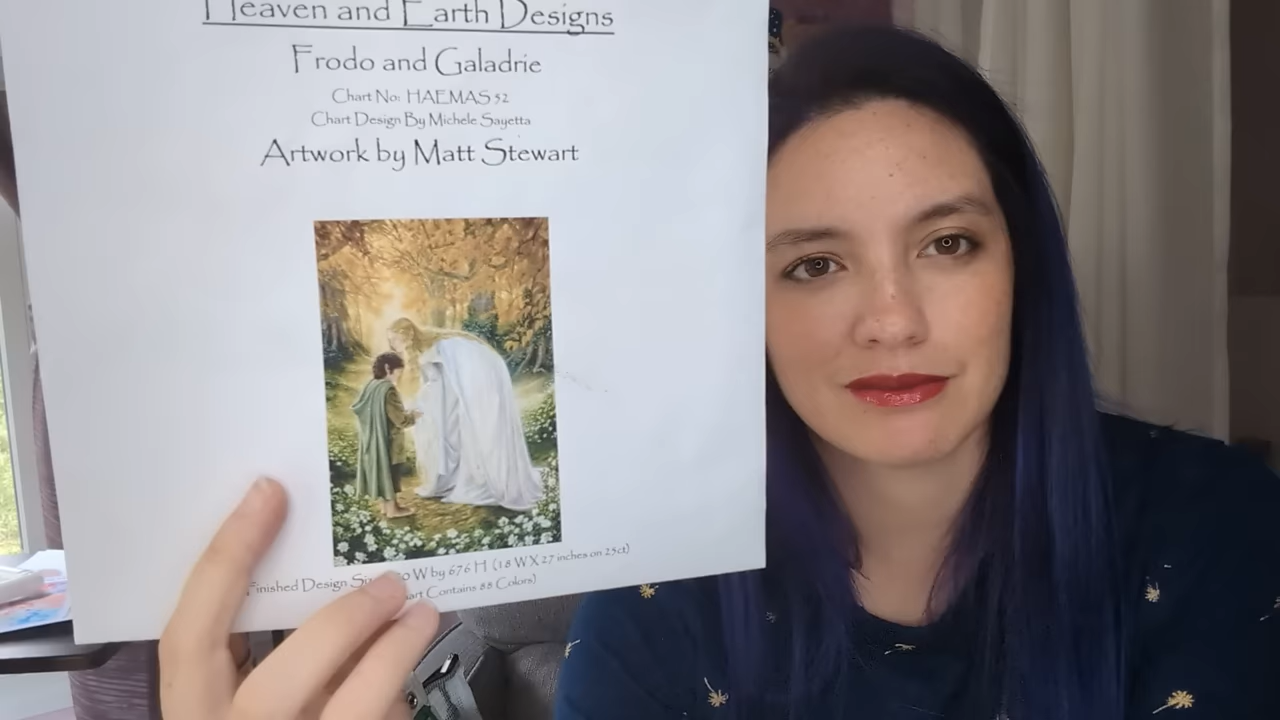 Heaven and Earth Designs
Frodo and Galadrie
Chart No: HAEMAS 52
Chart Design By Michele Sayetta
Artwork by Matt Stewart
Finished Design W by 676 H (18 W X 27 inches on 25ct)
Contains 88 Colors)